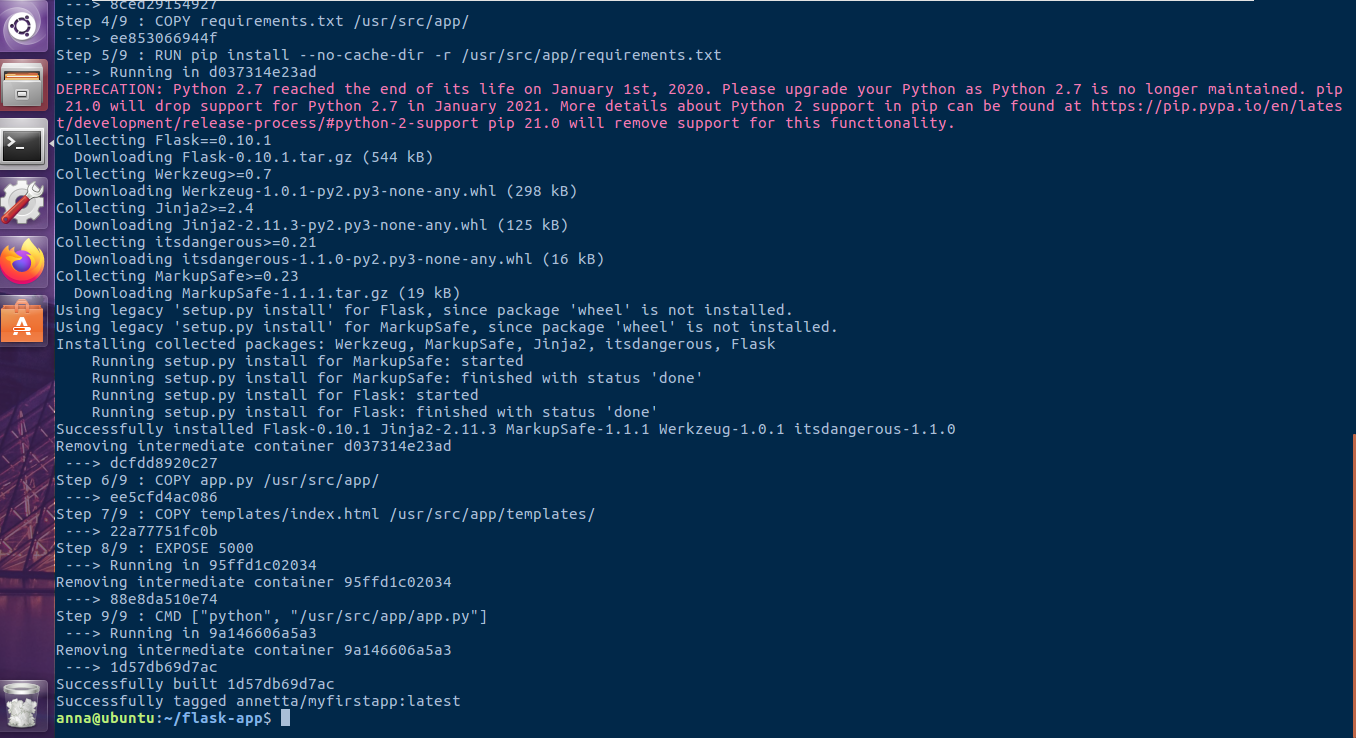 ---> 8ced29154927
Step 4/9 : COPY requirements.txt /usr/src/app/
---> ee853066944f
Step 5/9 : RUN pip install --no-cache-dir -r /usr/src/app/requirements.txt
---> Running in d037314e23ad
DEPRECATION: Python 2.7 reached the end of its life on January 1st, 2020. Please upgrade your Python as Python 2.7 is no longer maintained. pip
21.0 will drop support for Python 2.7 in January 2021. More details about Python 2 support in pip can be found at https://pip.pypa.io/en/lates
t/development/release-process/#python-2-support pip 21.0 will remove support for this functionality.
Collecting Flask==0.10.1
Downloading Flask-0.10.1.tar.gz (544 kB)
Collecting Werkzeug>=0.7
Downloading Werkzeug-1.0.1-py2.py3-none-any.whl (298 kB)
Collecting Jinja2>=2.4
Downloading Jinja2-2.11.3-py2.py3-none-any.whl (125 kB)
Collecting itsdangerous>=0.21
Downloading itsdangerous-1.1.0-py2.py3-none-any.whl (16 kB)
Collecting MarkupSafe>=0.23
Downloading MarkupSafe-1.1.1.tar.gz (19 kB)
Using legacy 'setup.py install' for Flask, since package 'wheel' is not installed.
Using legacy 'setup.py install' for MarkupSafe, since package 'wheel' is not installed.
Installing collected packages: Werkzeug, MarkupSafe, Jinja2, itsdangerous, Flask
Running setup.py install for MarkupSafe: started
Running setup.py install for MarkupSafe: finished with status 'done'
Running setup.py install for Flask: started
Running setup.py install for Flask: finished with status 'done'
Successfully installed Flask-0.10.1 Jinja2-2.11.3 MarkupSafe-1.1.1 Werkzeug-1.0.1 itsdangerous-1.1.0
Removing intermediate container d037314e23ad
---> dcfdd8920c27
Step 6/9 : COPY app.py /usr/src/app/
---> ee5cfd4ac086
Step 7/9 : COPY templates/index.html /usr/src/app/templates/
---> 22a77751fc0b
Step 8/9 : EXPOSE 5000
---> Running in 95ffd1c02034
Removing intermediate container 95ffd1c02034
---> 88e8da510e74
Step 9/9 : CMD ["python", "/usr/src/app/app.py"]
---> Running in 9a146606a5a3
Removing intermediate container 9a146606a5a3
---> 1d57db69d7ac
Successfully built 1d57db69d7ac
Successfully tagged annetta/myfirstapp:latest
anna@ubuntu:~/flask-app$